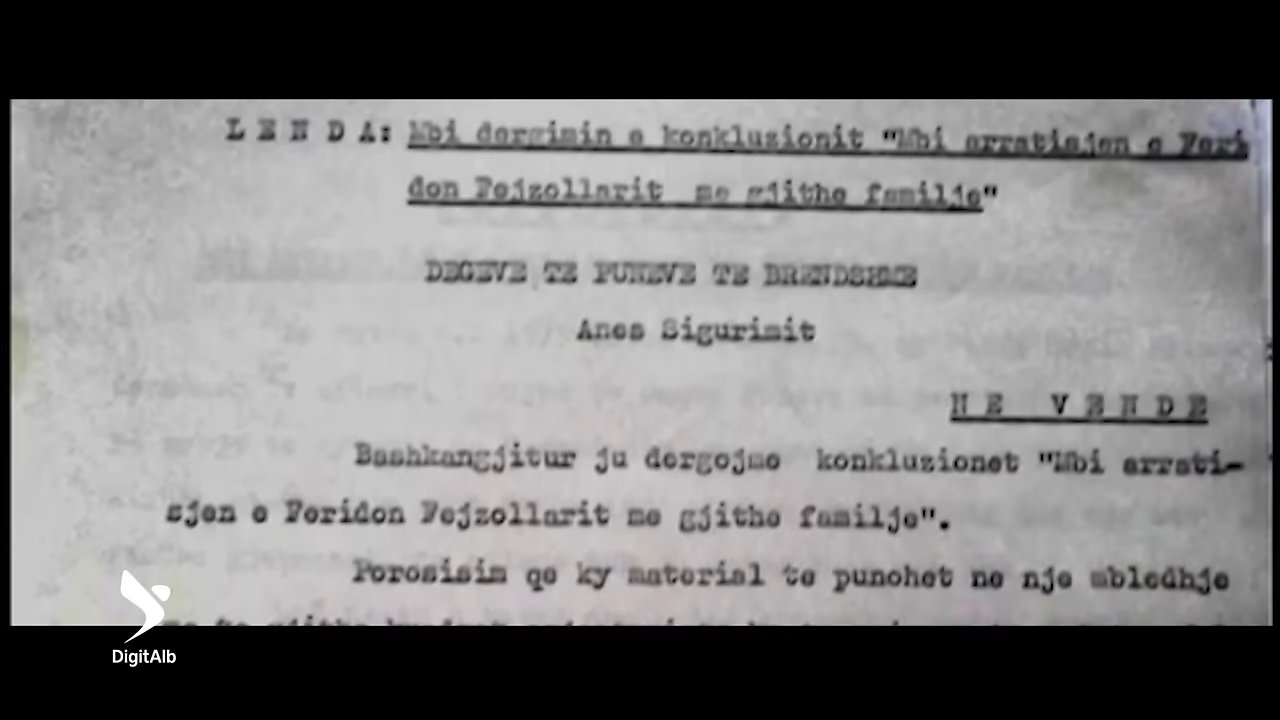 L E N D A: Mbi dergimin e konkluzionit "Mbi arratisjen e Feri
don Fejzollarit me gjithe familje"
DEGEVE TE PUNEVE TE BRENDSHME
Anes Sigurimit
NE VENDE
Bashkangjitur ju dergojme konkluzionet "Mbi arrati-
sjen e Feridon Fejzollarit me gjithe familje".
Porosisim qe ky material te punohet ne nje mbledhje
DigitAlb